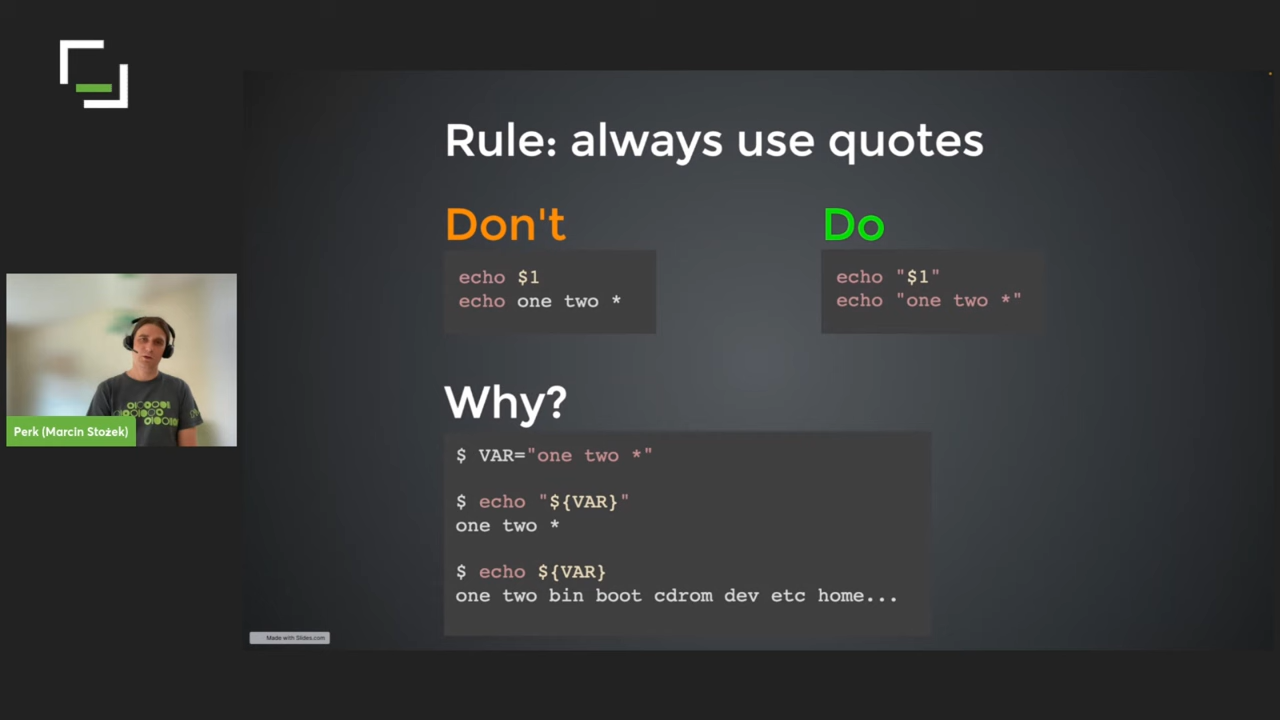 Rule: always use quotes
Don't
Do
echo $1
echo one two *
echo "$1"
echo "one two *"
Why?
$ VAR="one two *"
$ echo "${VAR}"
one two *
$ echo ${VAR}
one two bin boot cdrom dev etc home...
Perk (Marcin Stożek)
Made with Slides.com